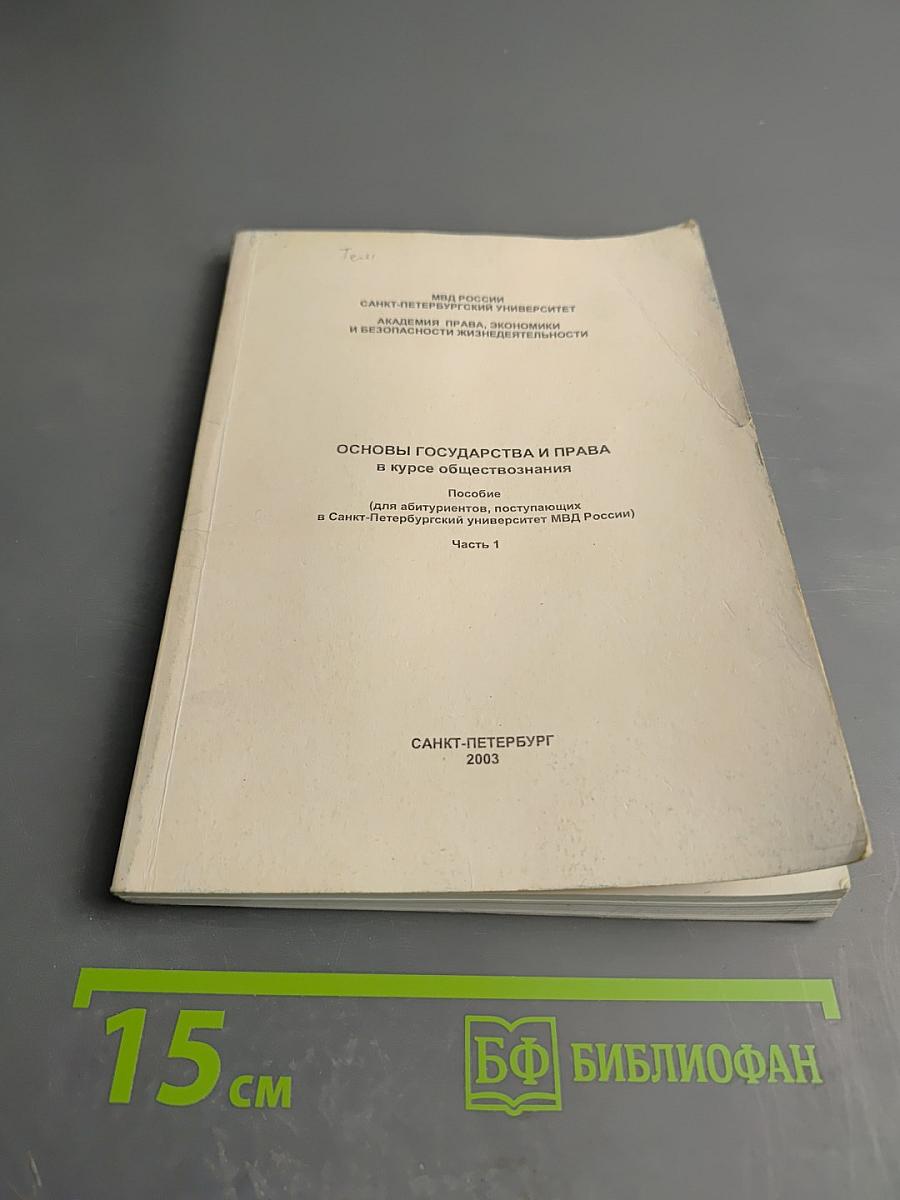 МВД РОССИИ
САНКТ-ПЕТЕРБУРГСКИЙ УНИВЕРСИТЕТ
АКАДЕМИЯ ПРАВА, ЭКОНОМИКИ
И БЕЗОПАСНОСТИ ЖИЗНЕДЕЯТЕЛЬНОСТИ
ОСНОВЫ ГОСУДАРСТВА И ПРАВА
в курсе обществознания
Пособие
(для абитуриентов, поступающих
в Санкт-Петербургский университет МВД России)
Часть 1
САНКТ-ПЕТЕРБУРГ
2003
15 см
БФ БИБЛИОФАН